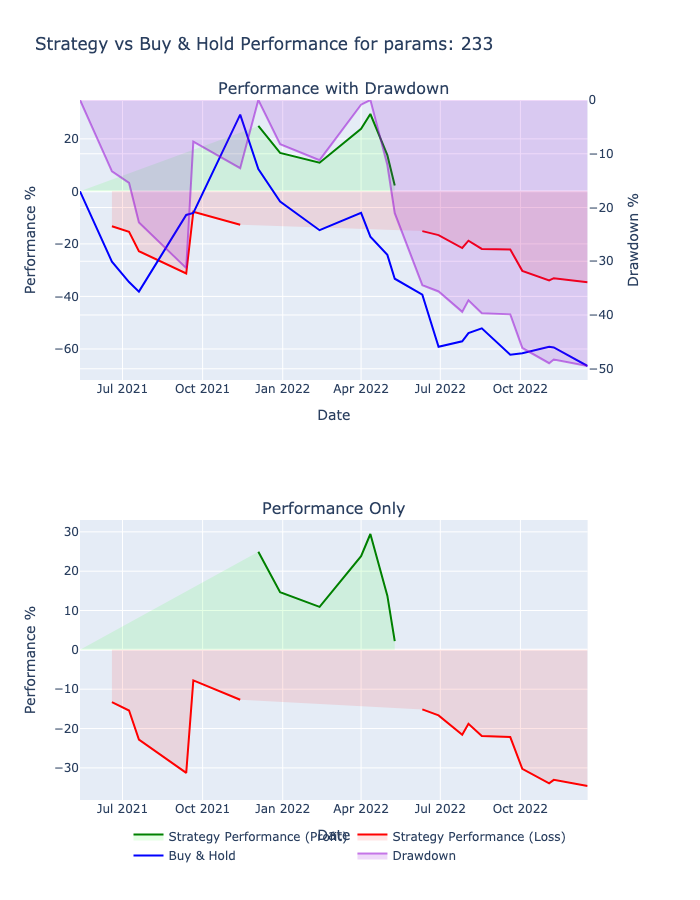 Strategy vs Buy & Hold Performance for params: 233
Performance with Drawdown
20
0
−20
−40
−60
Performance %
0
−10
−20
−30
−40
−50
Drawdown %
Jul 2021 Oct 2021 Jan 2022 Apr 2022 Jul 2022 Oct 2022
Date
Performance Only
30
20
10
0
−10
−20
−30
Performance %
Jul 2021 Oct 2021 Jan 2022 Apr 2022 Jul 2022 Oct 2022
Date
Strategy Performance (Profit) Strategy Performance (Loss)
Buy & Hold Drawdown